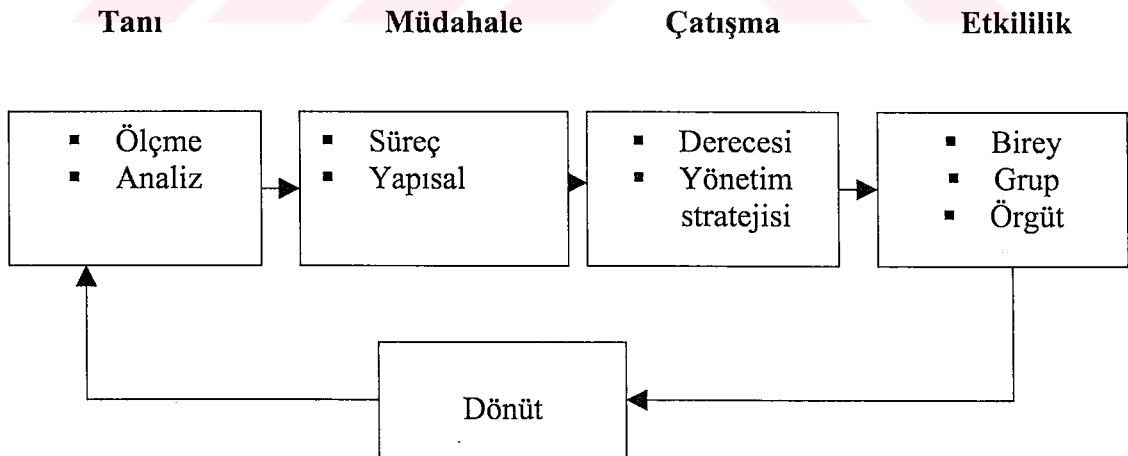 Tanı Müdahale Çatışma Etkililik
▪ Ölçme
▪ Analiz
▪ Süreç
▪ Yapısal
▪ Derecesi
▪ Yönetim
stratejisi
▪ Birey
▪ Grup
▪ Örgüt
Dönüt